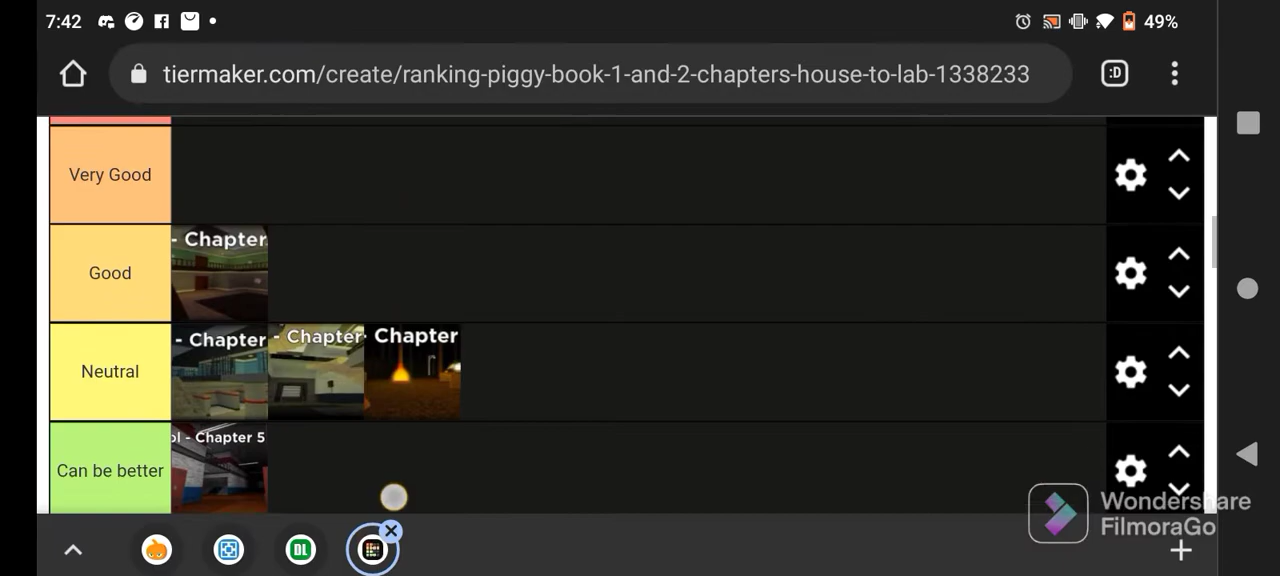 7:42
49%
tiermaker.com/create/ranking-piggy-book-1-and-2-chapters-house-to-lab-1338233
:D
Very Good
Good
- Chapter
Neutral
- Chapter
- Chapter
Chapter
Can be better
ol - Chapter 5
Wondershare
FilmoraGo
DL